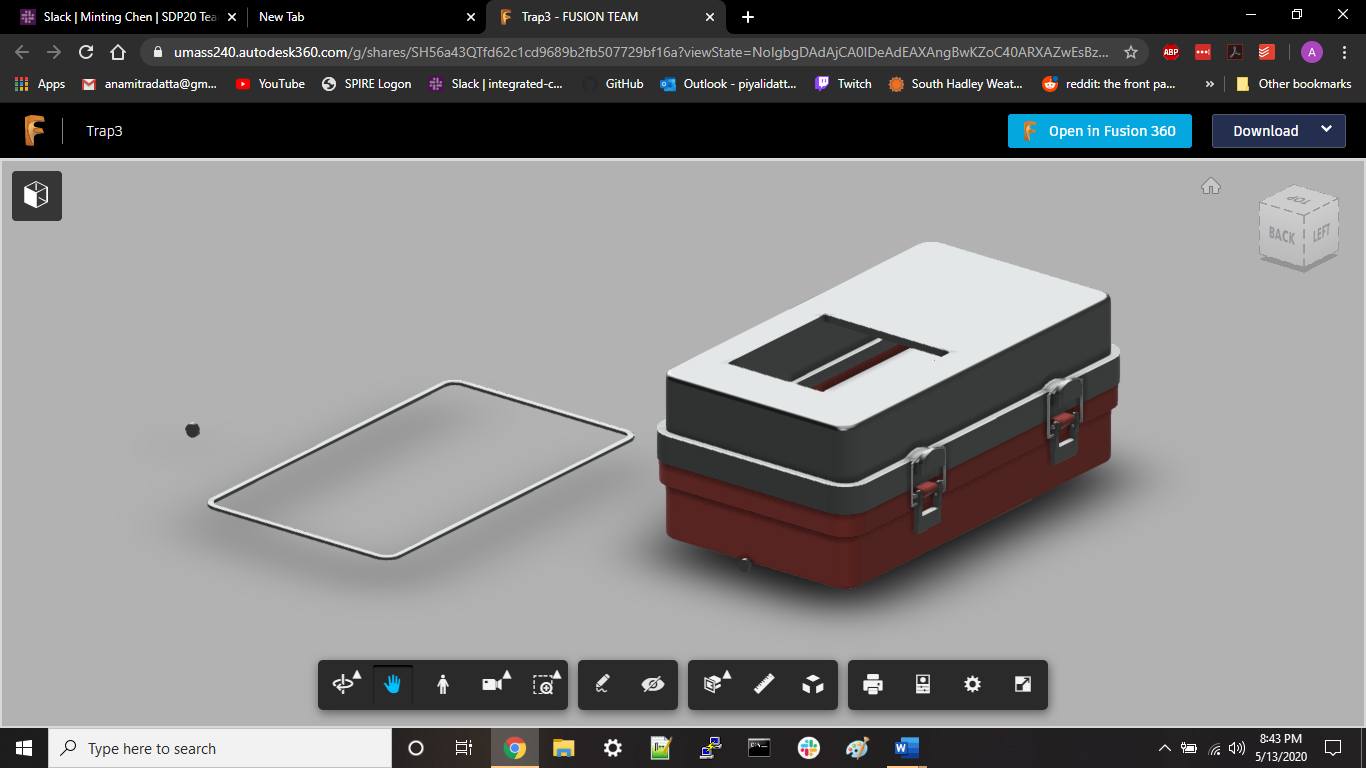 Slack | Minting Chen | SDP20 Tea
New Tab
Trap3 - FUSION TEAM
umass240.autodesk360.com/g/shares/SH56a43QTfd62c1cd9689b2fb507729bf16a?viewState=NoIgbgDAdAjCA0IDeAdEAXAngBwKZoC40ARXAZwEsBz...
ABP
A
Apps
anamitradatta@gm...
YouTube
SPIRE Logon
Slack | integrated-c...
GitHub
Outlook - piyalidatt...
Twitch
South Hadley Weat...
reddit: the front pa...
»
Other bookmarks
Trap3
Open in Fusion 360
Download
TOP
BACK
LEFT
Type here to search
8:43 PM
5/13/2020